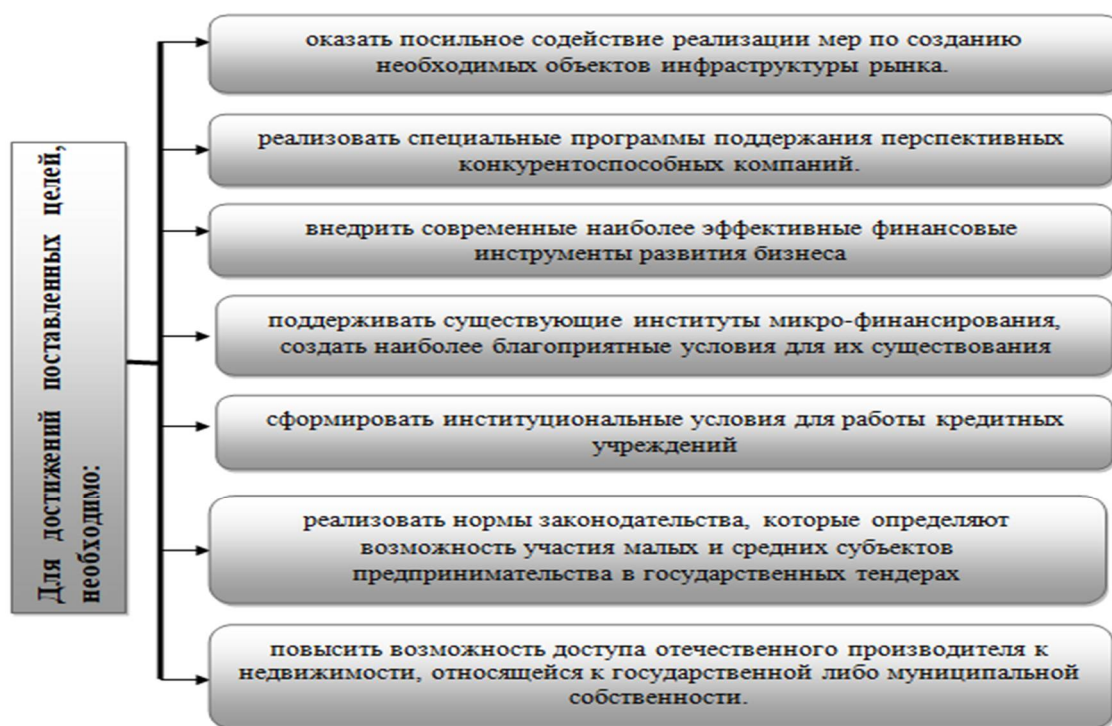 Для достижений поставленных целей,
необходимо:
оказать посильное содействие реализации мер по созданию
необходимых объектов инфраструктуры рынка.
реализовать специальные программы поддержания перспективных
конкурентоспособных компаний.
внедрить современные наиболее эффективные финансовые
инструменты развития бизнеса
поддерживать существующие институты микро-финансирования,
создать наиболее благоприятные условия для их существования
сформировать институциональные условия для работы кредитных
учреждений
реализовать нормы законодательства, которые определяют
возможность участия малых и средних субъектов
предпринимательства в государственных тендерах
повысить возможность доступа отечественного производителя к
недвижимости, относящейся к государственной либо муниципальной
собственности.